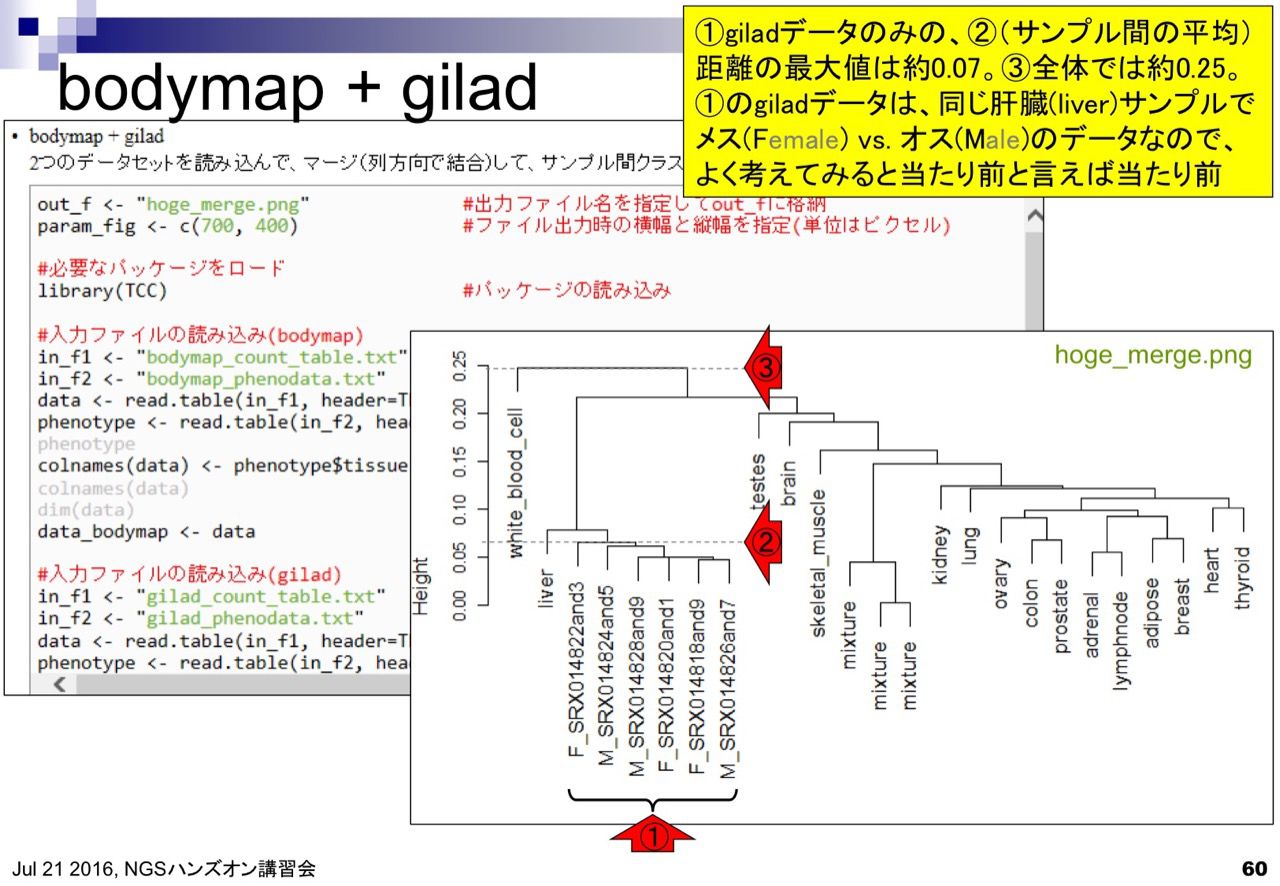 ①giladデータのみの、②(サンプル間の平均)
距離の最大値は約0.07。③全体では約0.25。
①のgiladデータは、同じ肝臓(liver)サンプルで
メス(Female) vs. オス(Male)のデータなので、
よく考えてみると当たり前と言えば当たり前
bodymap + gilad
• bodymap + gilad
2つのデータセットを読み込んで、マージ(列方向で結合)して、サンプル間クラス
out_f <- "hoge_merge.png" #出力ファイル名を指定してout_fに格納
param_fig <- c(700, 400) #ファイル出力時の横幅と縦幅を指定(単位はピクセル)
#必要なパッケージをロード
library(TCC) #パッケージの読み込み
#入力ファイルの読み込み(bodymap)
in_f1 <- "bodymap_count_table.txt"
in_f2 <- "bodymap_phenodata.txt"
data <- read.table(in_f1, header=T
phenotype <- read.table(in_f2, hea
phenotype
colnames(data) <- phenotype$tissue
colnames(data)
dim(data)
data_bodymap <- data
#入力ファイルの読み込み(gilad)
in_f1 <- "gilad_count_table.txt"
in_f2 <- "gilad_phenodata.txt"
data <- read.table(in_f1, header=T
phenotype <- read.table(in_f2, hea
hoge_merge.png
Height
0.25
0.20
0.15
0.10
0.05
0.00
③
②
white_blood_cell
liver
F_SRX014822and3
M_SRX014824and5
M_SRX014828and9
F_SRX014820and1
F_SRX014818and9
M_SRX014826and7
testes
brain
skeletal_muscle
mixture
mixture
mixture
kidney
lung
ovary
colon
prostate
adrenal
lymphnode
adipose
breast
heart
thyroid
①
Jul 21 2016, NGSハンズオン講習会
60